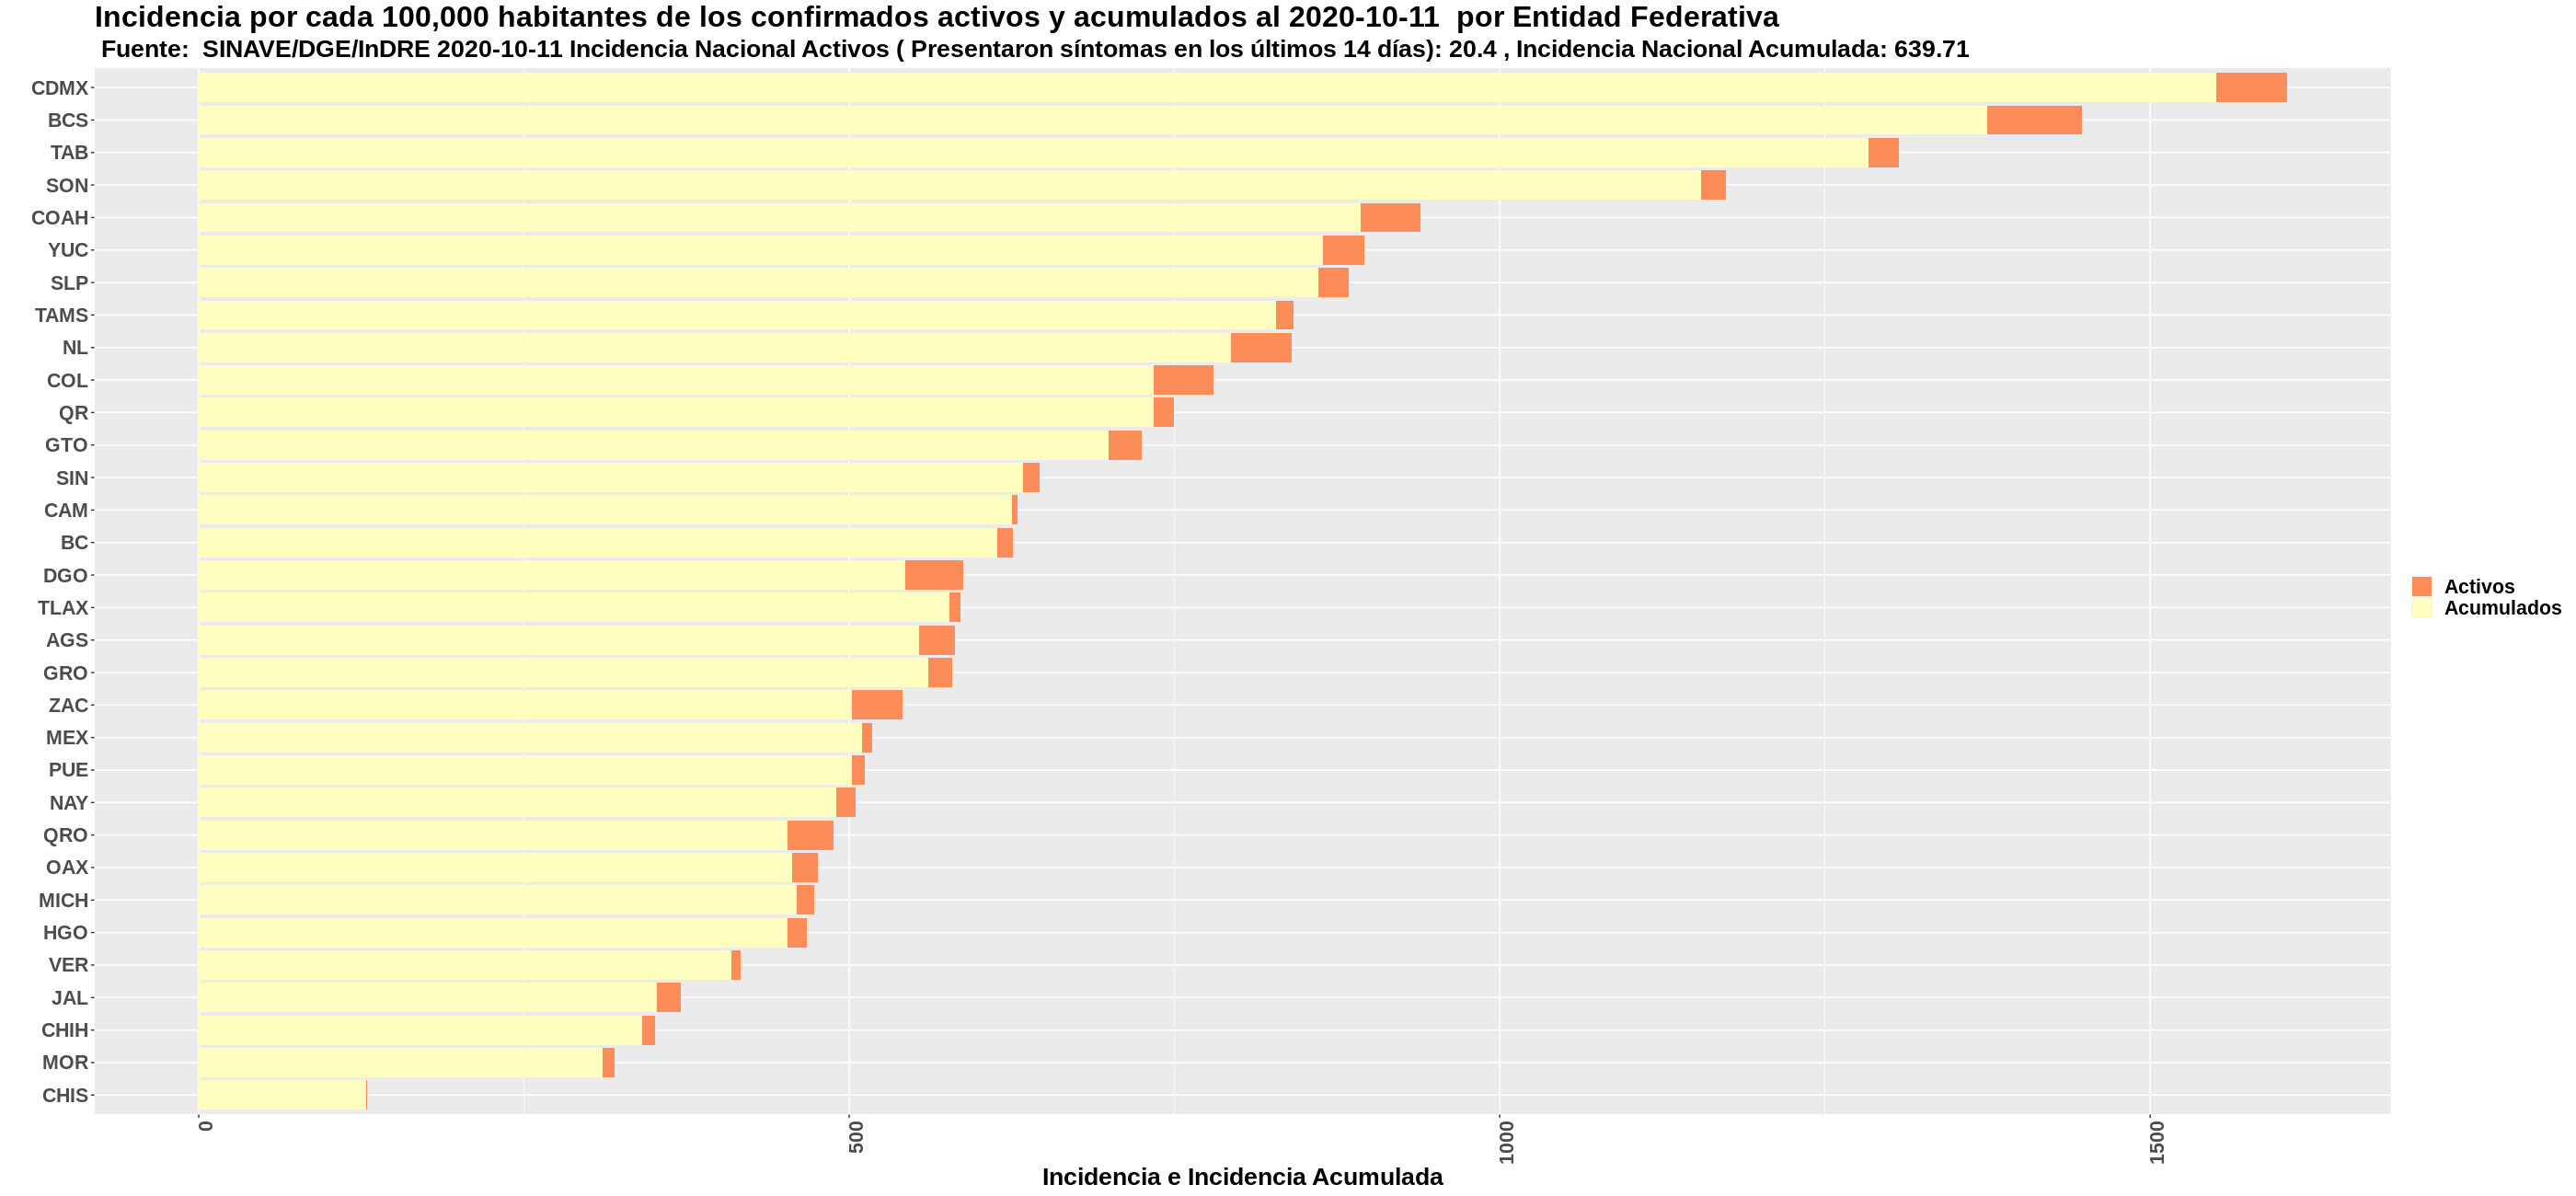 Incidencia por cada 100,000 habitantes de los confirmados activos y acumulados al 2020-10-11  por Entidad Federativa
Fuente:  SINAVE/DGE/InDRE 2020-10-11 Incidencia Nacional Activos ( Presentaron síntomas en los últimos 14 días): 20.4 , Incidencia Nacional Acumulada: 639.71
CDMX
BCS
TAB
SON
COAH
YUC
SLP
TAMS
NL
COL
QR
GTO
SIN
CAM
BC
DGO
TLAX
AGS
GRO
ZAC
MEX
PUE
NAY
QRO
OAX
MICH
HGO
VER
JAL
CHIH
MOR
CHIS
0
500
1000
1500
Incidencia e Incidencia Acumulada
Activos
Acumulados